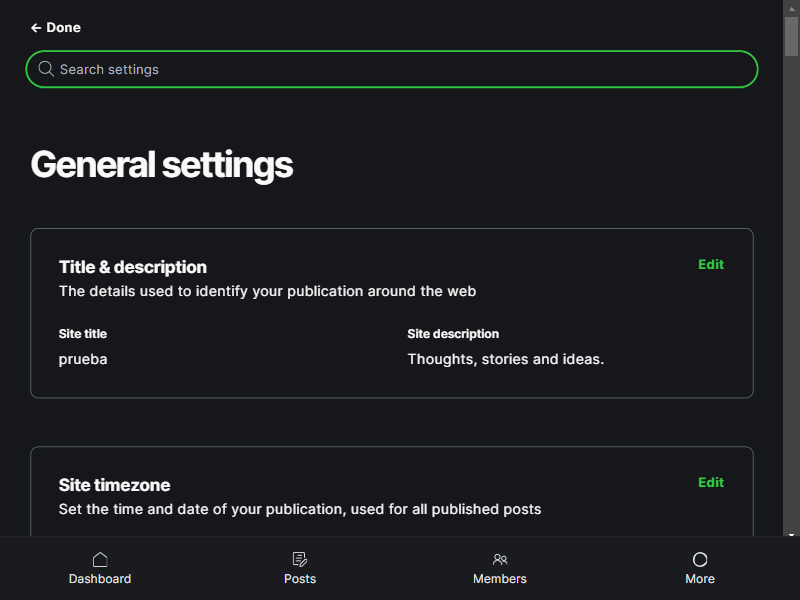 Done
Search settings
General settings
Title & description
Edit
The details used to identify your publication around the web
Site title
Site description
prueba
Thoughts, stories and ideas.
Site timezone
Edit
Set the time and date of your publication, used for all published posts
Dashboard
Posts
Members
More